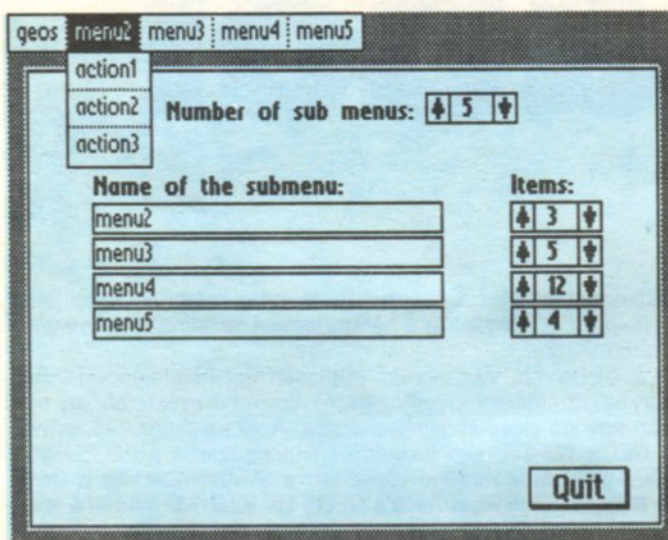 geos menu2 menu3 menu4 menu5
action1
action2
action3
Number of sub menus: 5
Name of the submenu: Items:
menu2 3
menu3 5
menu4 12
menu5 4
Quit